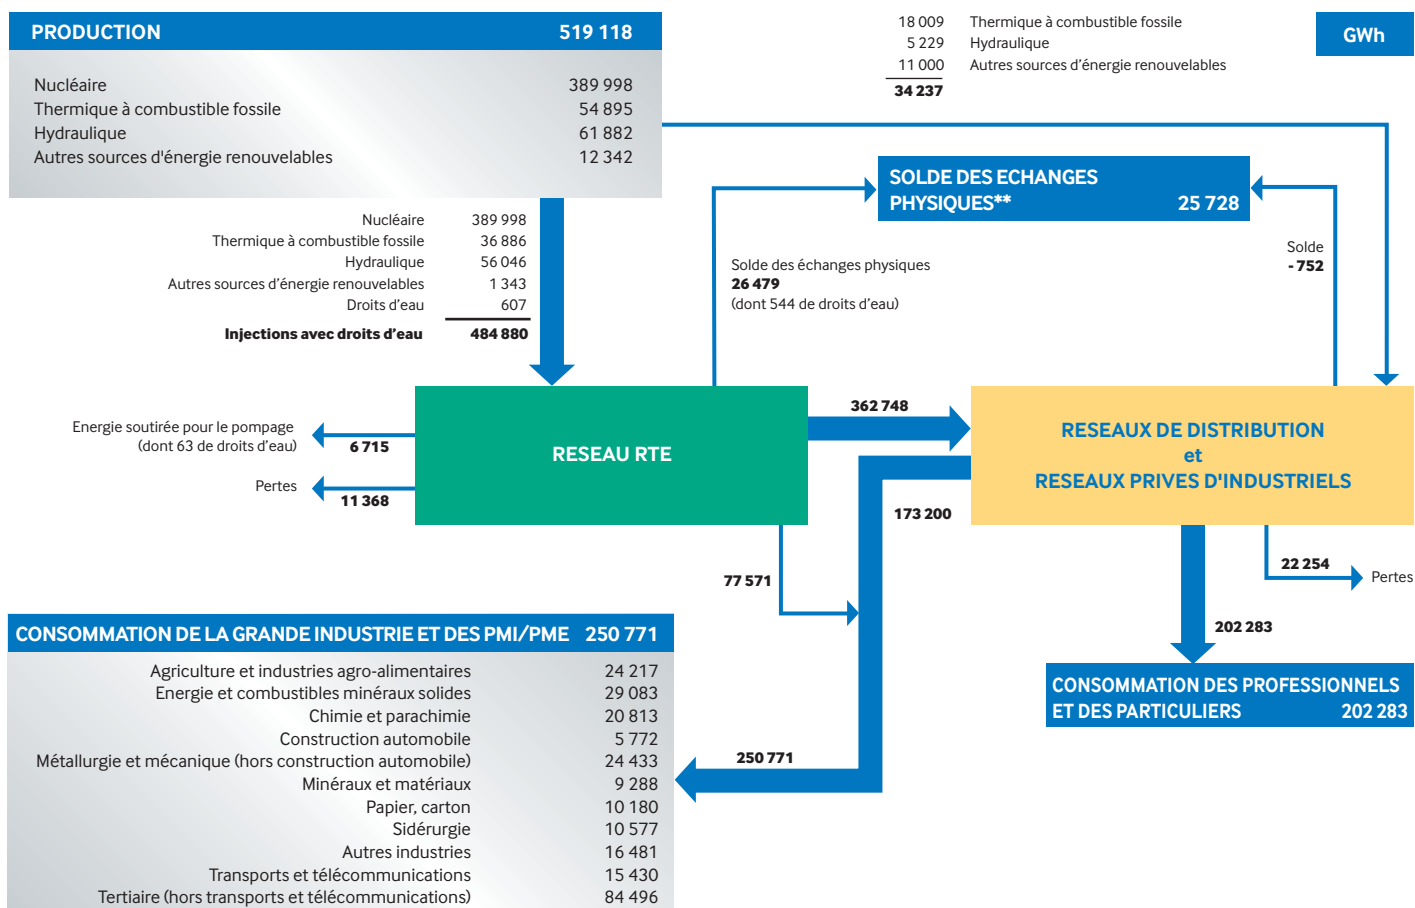 PRODUCTION 519 118
Nucléaire 389 998
Thermique à combustible fossile 54 895
Hydraulique 61 882
Autres sources d'énergie renouvelables 12 342
18 009 Thermique à combustible fossile
5 229 Hydraulique
11 000 Autres sources d'énergie renouvelables
34 237
GWh
SOLDE DES ECHANGES
PHYSIQUES** 25 728
Nucléaire 389 998
Thermique à combustible fossile 36 886
Hydraulique 56 046
Autres sources d'énergie renouvelables 1 343
Droits d'eau 607
Injections avec droits d'eau 484 880
Solde des échanges physiques
26 479
(dont 544 de droits d'eau)
Solde
- 752
Energie soutirée pour le pompage
(dont 63 de droits d'eau)
6 715
Pertes
11 368
RESEAU RTE
362 748
RESEAUX DE DISTRIBUTION
et
RESEAUX PRIVES D'INDUSTRIELS
173 200
77 571
22 254
Pertes
202 283
CONSOMMATION DES PROFESSIONNELS
ET DES PARTICULIERS 202 283
250 771
CONSOMMATION DE LA GRANDE INDUSTRIE ET DES PMI/PME 250 771
Agriculture et industries agro-alimentaires 24 217
Energie et combustibles minéraux solides 29 083
Chimie et parachimie 20 813
Construction automobile 5 772
Métallurgie et mécanique (hors construction automobile) 24 433
Minéraux et matériaux 9 288
Papier, carton 10 180
Sidérurgie 10 577
Autres industries 16 481
Transports et télécommunications 15 430
Tertiaire (hors transports et télécommunications) 84 496